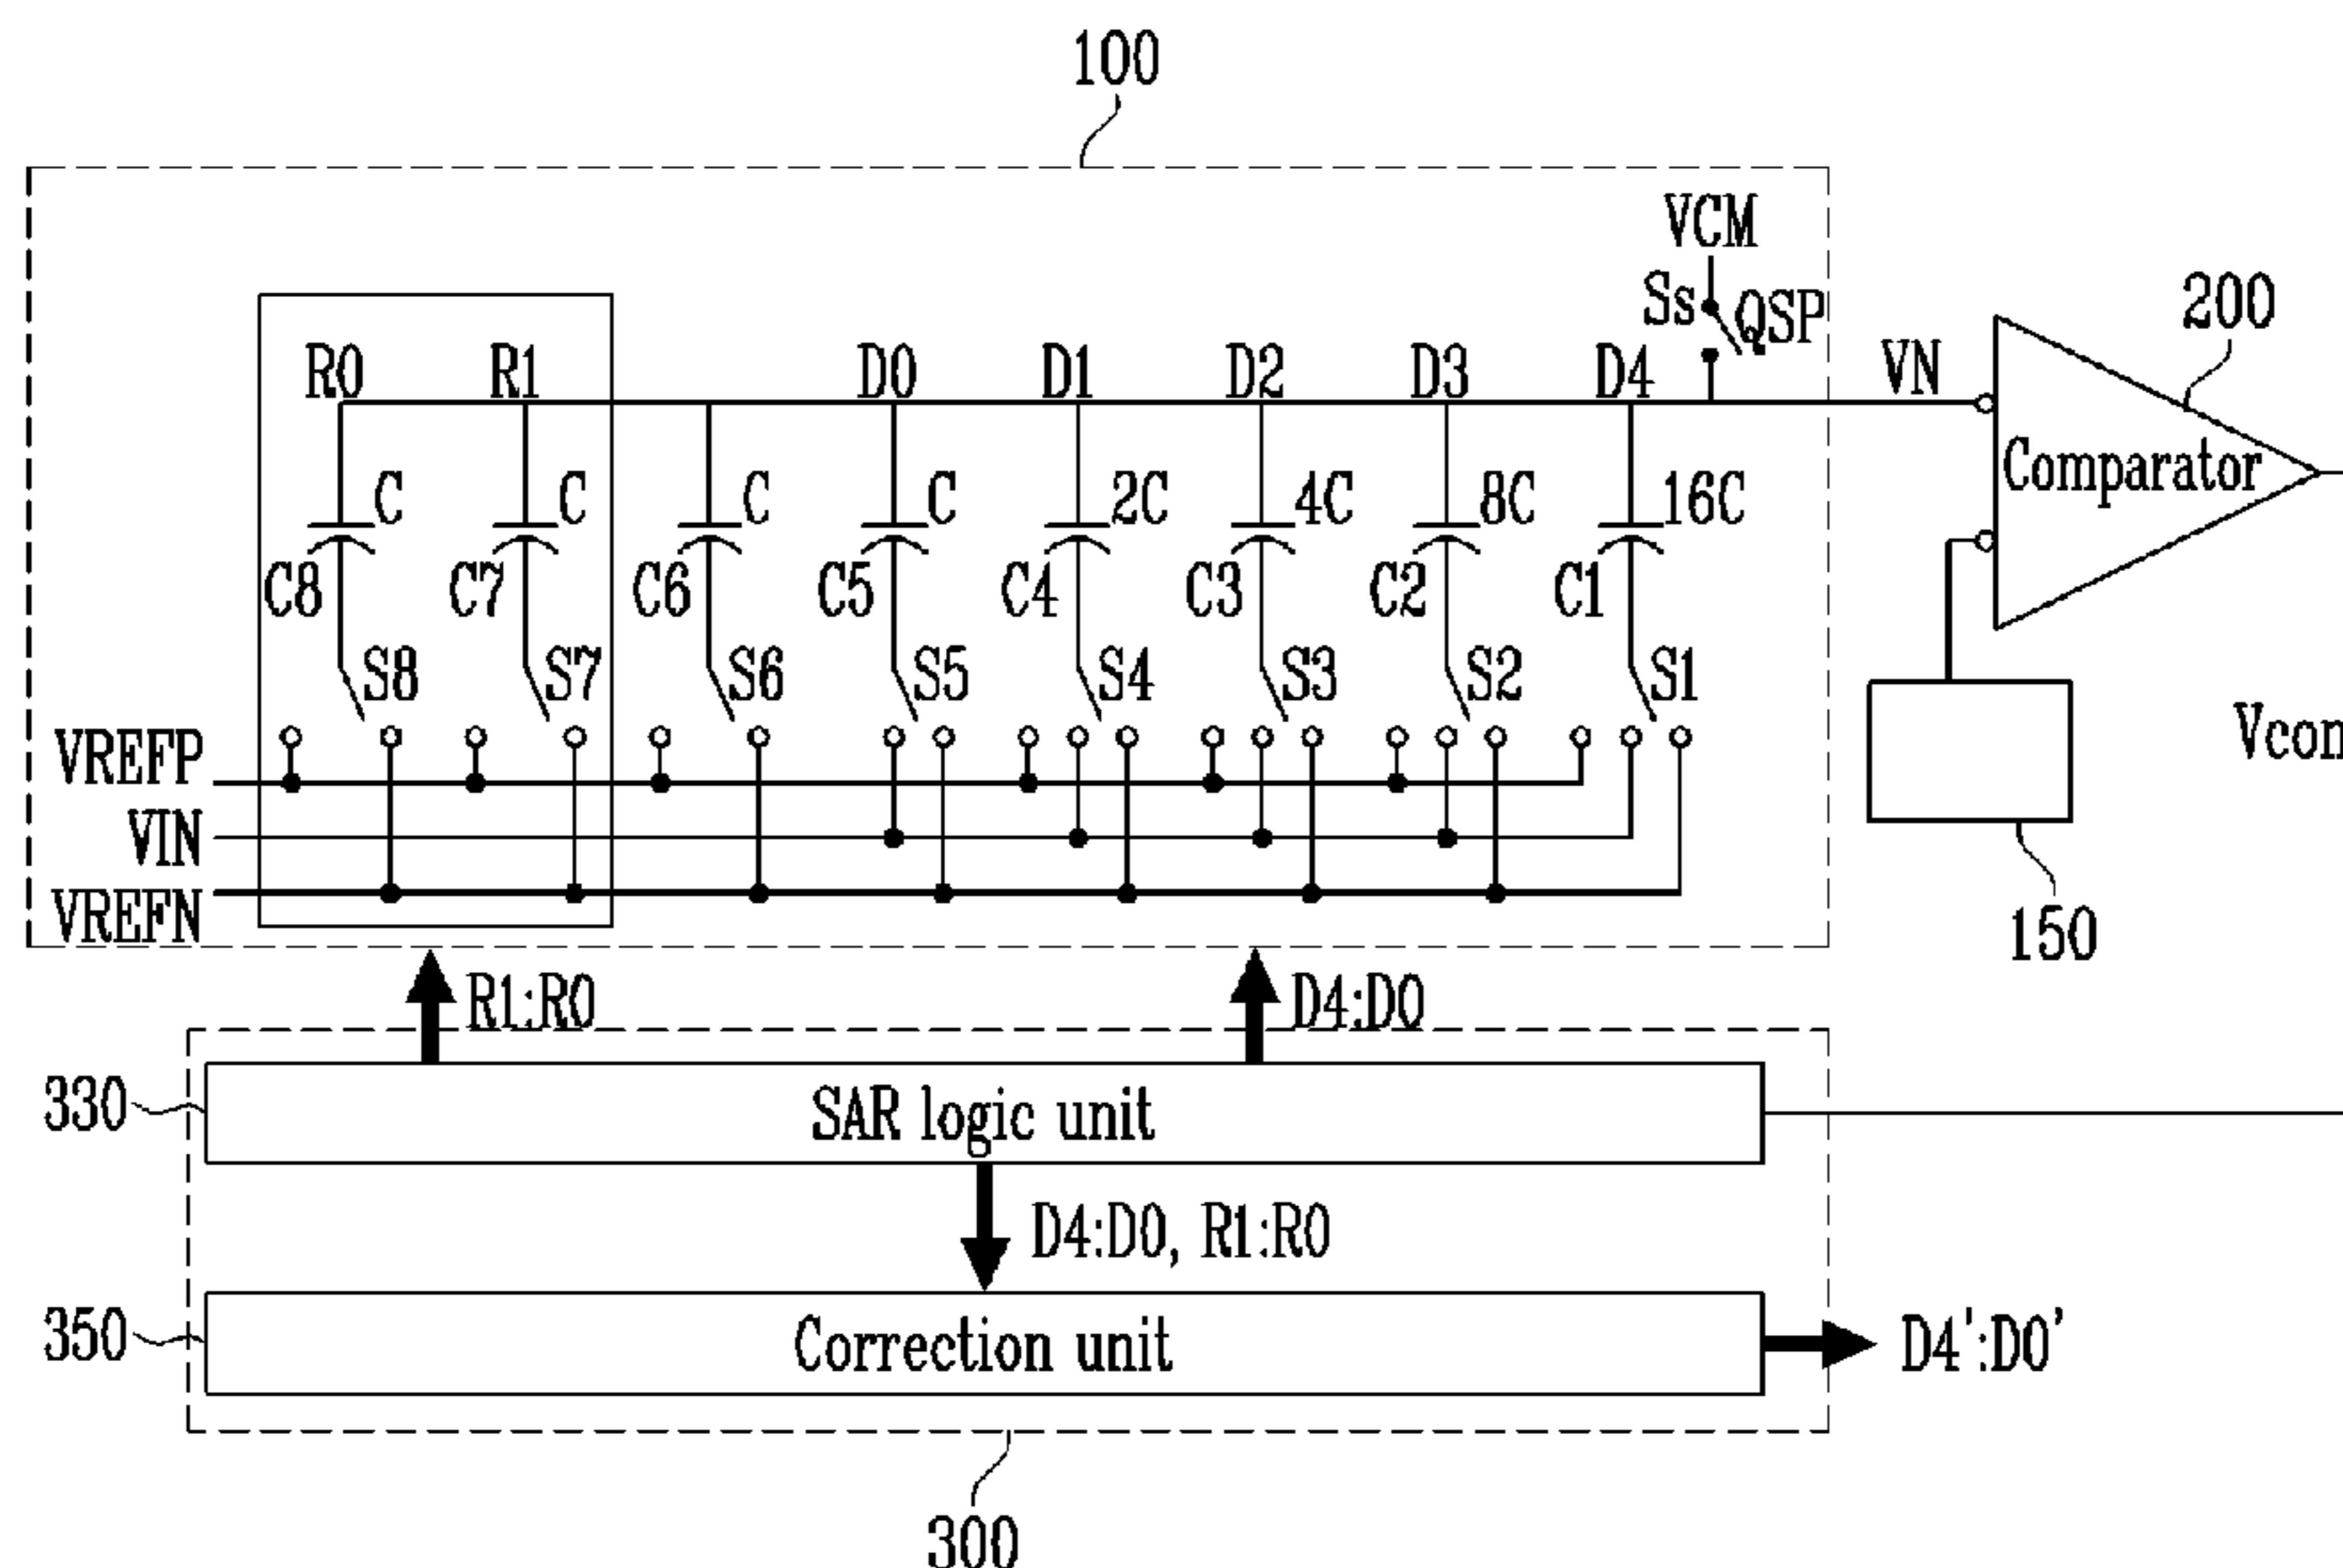 100
VCM
Ss QSP
200
R0 R1 D0 D1 D2 D3 D4 VN
Comparator
C C C C 2C 4C 8C 16C
C8 C7 C6 C5 C4 C3 C2 C1
S8 S7 S6 S5 S4 S3 S2 S1
VREFP
Vcon
VIN
VREFN
150
R1:R0 D4:D0
330 SAR logic unit
D4:D0, R1:R0
350 Correction unit D4':D0'
300